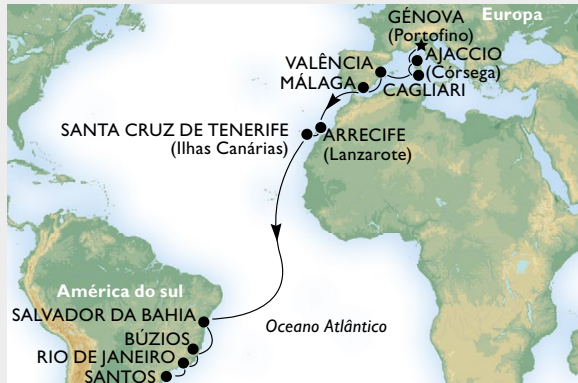 Europa
GÉNOVA
(Portofino)
AJACCIO
(Córsega)
CAGLIARI
VALÊNCIA
MÁLAGA
ARRECIFE
(Lanzarote)
SANTA CRUZ DE TENERIFE
(Ilhas Canárias)
América do sul
SALVADOR DA BAHIA
Oceano Atlântico
BÚZIOS
RIO DE JANEIRO
SANTOS